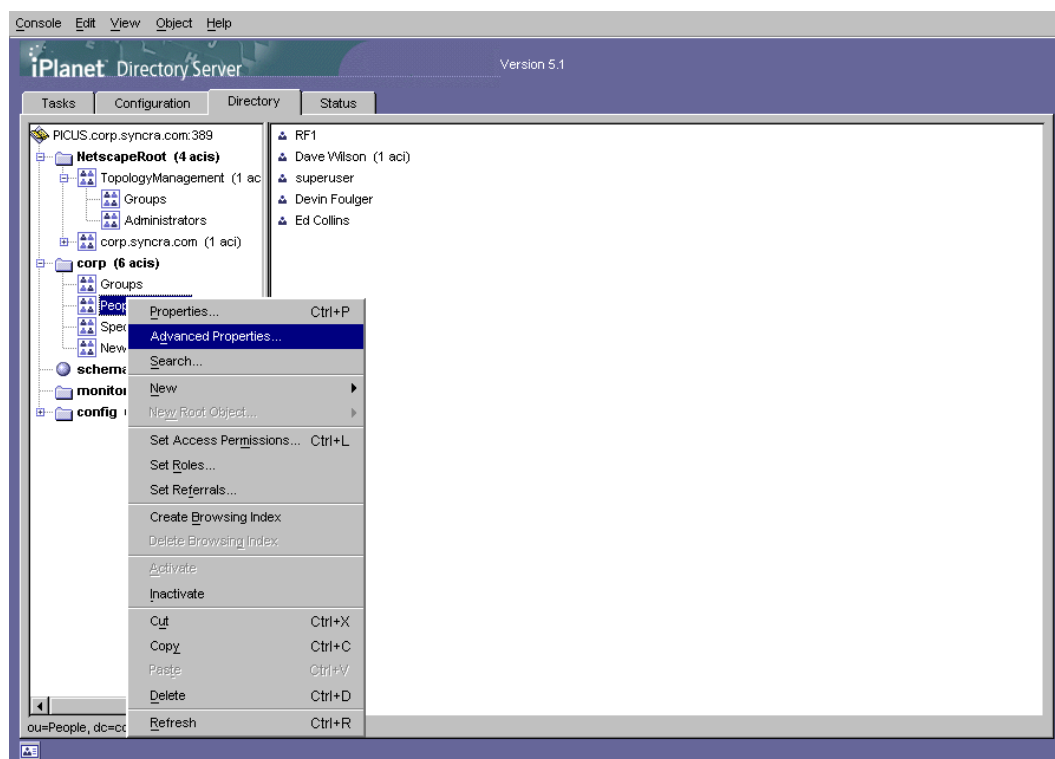 Console Edit View Object Help
iPlanet Directory Server
Version 5.1
Tasks Configuration Directory Status
PICUS.corp.syncra.com:389
NetscapeRoot (4 acis)
TopologyManagement (1 ac
Groups
Administrators
corp.syncra.com (1 aci)
corp (6 acis)
Groups
Peop
Spec
New
schema
monitor
config
ou=People, dc=co
RF1
Dave Wilson (1 aci)
superuser
Devin Foulger
Ed Collins
Properties... Ctrl+P
Advanced Properties...
Search...
New
New Root Object...
Set Access Permissions... Ctrl+L
Set Roles...
Set Referrals...
Create Browsing Index
Delete Browsing Index
Activate
Inactivate
Cut Ctrl+X
Copy Ctrl+C
Paste Ctrl+V
Delete Ctrl+D
Refresh Ctrl+R